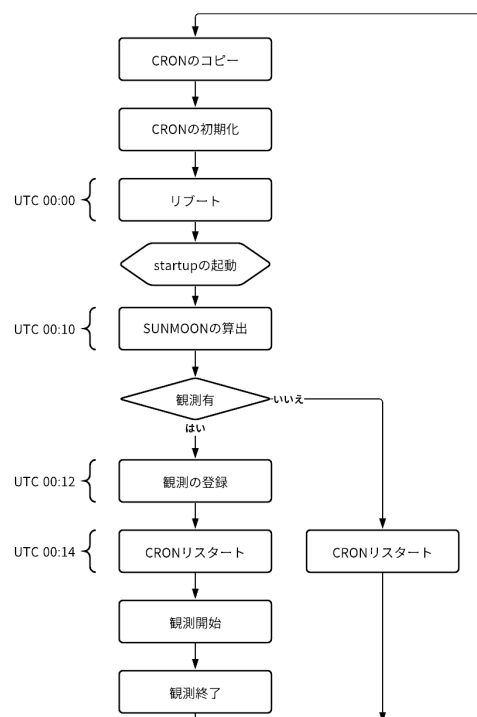 CRONのコピー
CRONの初期化
UTC 00:00
リブート
startupの起動
UTC 00:10
SUNMOONの算出
観測有
いいえ
はい
UTC 00:12
観測の登録
UTC 00:14
CRONリスタート
CRONリスタート
観測開始
観測終了